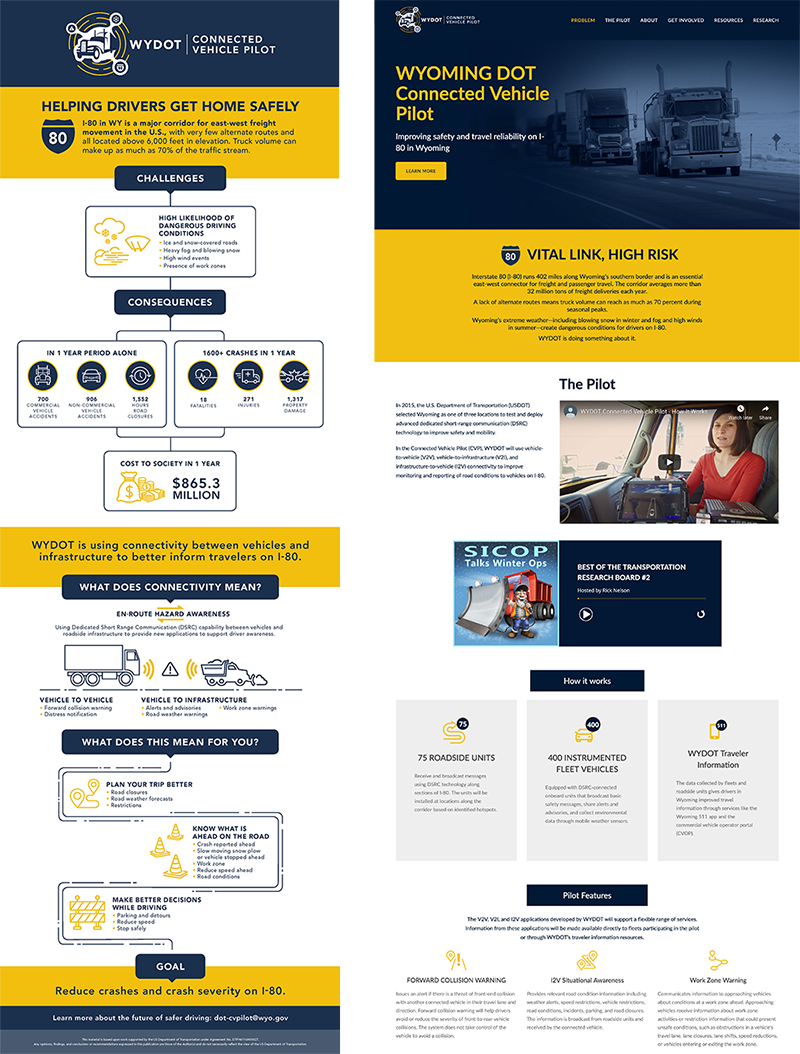 WYDOT
CONNECTED
VEHICLE PILOT
HELPING DRIVERS GET HOME SAFELY
80
I-80 in WY is a major corridor for east-west freight
movement in the U.S., with very few alternate routes and
all located above 6,000 feet in elevation. Truck volume can
make up as much as 70% of the traffic stream.
CHALLENGES
HIGH LIKELIHOOD OF
DANGEROUS DRIVING
CONDITIONS
• Ice and snow-covered roads
• Heavy fog and blowing snow
• High wind events
• Presence of work zones
CONSEQUENCES
IN 1 YEAR PERIOD ALONE
700
COMMERCIAL
VEHICLE
ACCIDENTS
906
NON-COMMERCIAL
VEHICLE
ACCIDENTS
1,552
HOURS
ROAD
CLOSURES
1600+ CRASHES IN 1 YEAR
18
FATALITIES
271
INJURIES
1,317
PROPERTY
DAMAGE
COST TO SOCIETY IN 1 YEAR
$
$865.3
MILLION
WYDOT is using connectivity between vehicles and
infrastructure to better inform travelers on I-80.
WHAT DOES CONNECTIVITY MEAN?
EN-ROUTE HAZARD AWARENESS
Using Dedicated Short Range Communication (DSRC) capability between vehicles and
roadside infrastructure to provide new applications to support driver awareness.
VEHICLE TO VEHICLE
• Forward collision warning
• Distress notification
VEHICLE TO INFRASTRUCTURE
• Alerts and advisories
• Road weather warnings
• Work zone warnings
WHAT DOES THIS MEAN FOR YOU?
PLAN YOUR TRIP BETTER
• Road closures
• Road weather forecasts
• Restrictions
KNOW WHAT IS
AHEAD ON THE ROAD
• Crash reported ahead
• Slow moving snow plow
or vehicle stopped ahead
• Work zone
• Reduce speed ahead
• Road conditions
MAKE BETTER DECISIONS
WHILE DRIVING
• Parking and detours
• Reduce speed
• Stop safely
GOAL
Reduce crashes and crash severity on I-80.
Learn more about the future of safer driving: dot-cvpilot@wyo.gov
WYDOT
CONNECTED
VEHICLE PILOT
PROBLEM
THE PILOT
ABOUT
GET INVOLVED
RESOURCES
RESEARCH
WYOMING DOT
Connected Vehicle
Pilot
Improving safety and travel reliability on I-
80 in Wyoming
LEARN MORE
80
VITAL LINK, HIGH RISK
Interstate 80 (I-80) runs 402 miles along Wyoming's southern border and is an essential
east-west connector for freight and passenger travel. The corridor averages more than
32 million tons of freight deliveries each year.
A lack of alternate routes means truck volume can reach as much as 70 percent during
seasonal peaks.
Wyoming's extreme weather—including blowing snow in winter and fog and high winds
in summer—create dangerous conditions for drivers on I-80.
WYDOT is doing something about it.
The Pilot
In 2015, the U.S. Department of Transportation (USDOT)
selected Wyoming as one of three locations to test and deploy
advanced dedicated short-range communication (DSRC)
technology to improve safety and mobility.
In the Connected Vehicle Pilot (CVP), WYDOT will use vehicle-
to-vehicle (V2V), vehicle-to-infrastructure (V2I), and
infrastructure-to-vehicle (I2V) connectivity to improve
monitoring and reporting of road conditions to vehicles on I-80.
WYDOT Connected Vehicle Pilot - How It Works
Watch later
Share
SICOP
Talks Winter Ops
BEST OF THE TRANSPORTATION
RESEARCH BOARD #2
Hosted by Rick Nelson
How it works
75
75 ROADSIDE UNITS
Receive and broadcast messages
using DSRC technology along
sections of I-80. The units will be
installed at locations along the
corridor based on identified hotspots.
400
400 INSTRUMENTED
FLEET VEHICLES
Equipped with DSRC-connected
onboard units that broadcast basic
safety messages, share alerts and
advisories, and collect environmental
data through mobile weather sensors.
511
WYDOT Traveler
Information
The data collected by fleets and
roadside units gives drivers in
Wyoming improved travel
information through services like the
Wyoming 511 app and the
commercial vehicle operator portal
(CVOP).
Pilot Features
The V2V, V2I, and I2V applications developed by WYDOT will support a flexible range of services.
Information from these applications will be made available directly to fleets participating in the pilot
or through WYDOT's traveler information resources.
FORWARD COLLISION WARNING
Issues an alert if there is a threat of front-end collision
with another connected vehicle in their travel lane and
direction. Forward collision warning will help drivers
avoid or reduce the severity of front-to-rear vehicle
collisions. The system does not take control of the
vehicle to avoid a collision.
I2V Situational Awareness
Provides relevant road condition information including
weather alerts, speed restrictions, vehicle restrictions,
road conditions, incidents, parking, and road closures.
The information is broadcast from roadside units and
received by the connected vehicle.
Work Zone Warning
Communicates information to approaching vehicles
about conditions at a work zone ahead. Approaching
vehicles receive information about work zone
activities or restriction information that could present
unsafe conditions, such as obstructions in a vehicle's
travel lane, lane closures, lane shifts, speed reductions,
or vehicles entering or exiting the work zone.